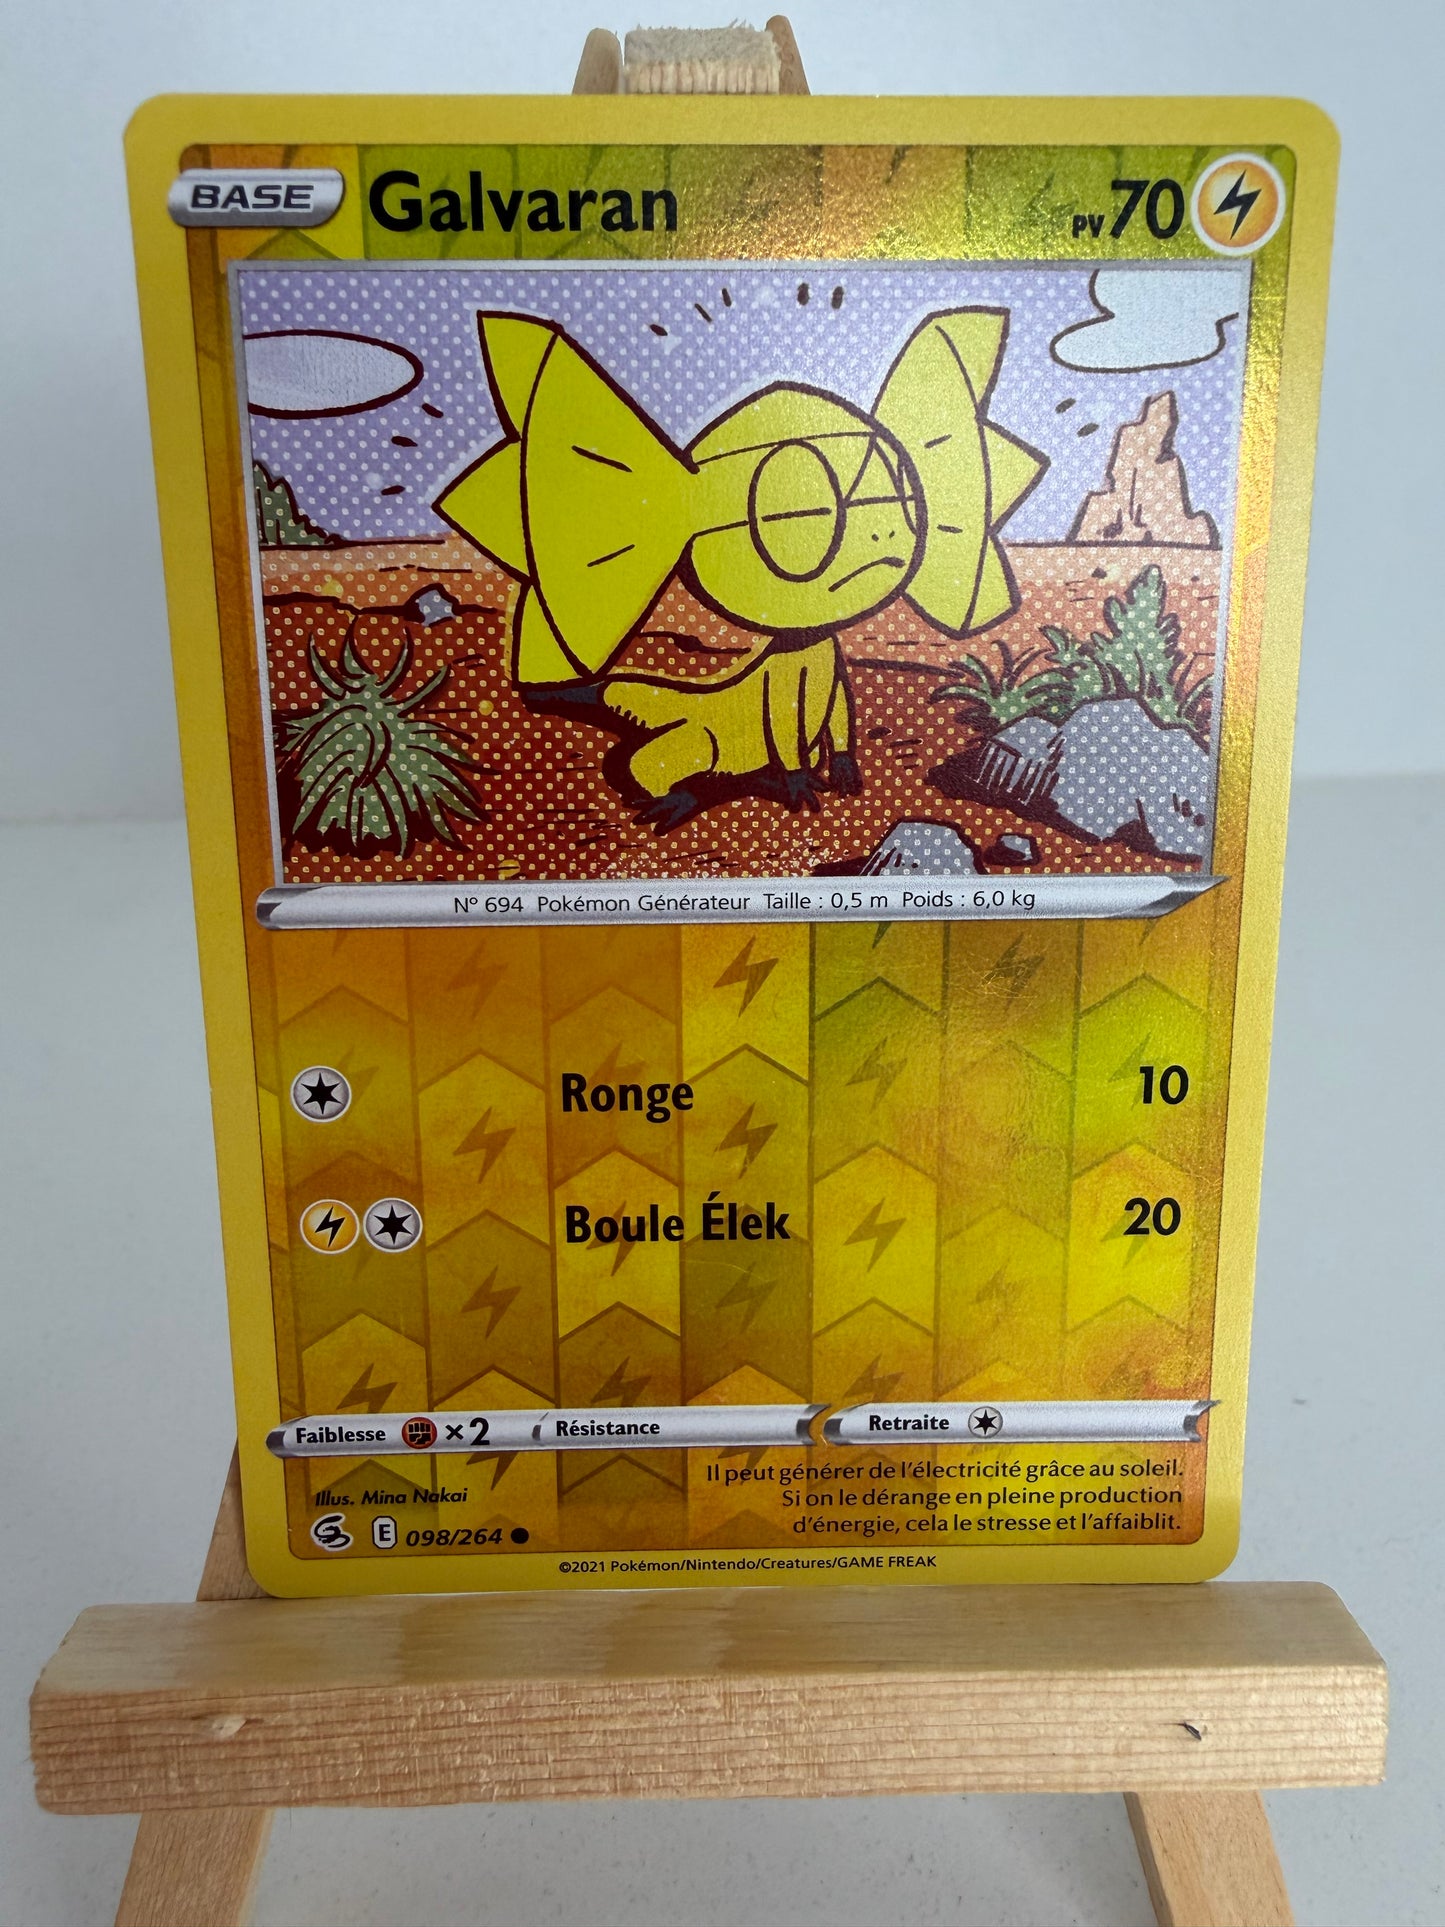 BASE Galvaran PV 70
N° 694 Pokémon Générateur Taille : 0,5 m Poids : 6,0 kg
Ronge 10
Boule Élek 20
Faiblesse ×2 Résistance Retraite
Il peut générer de l'électricité grâce au soleil.
Si on le dérange en pleine production
d'énergie, cela le stresse et l'affaiblit.
Illus. Mina Nakai
E 098/264
©2021 Pokémon/Nintendo/Creatures/GAME FREAK